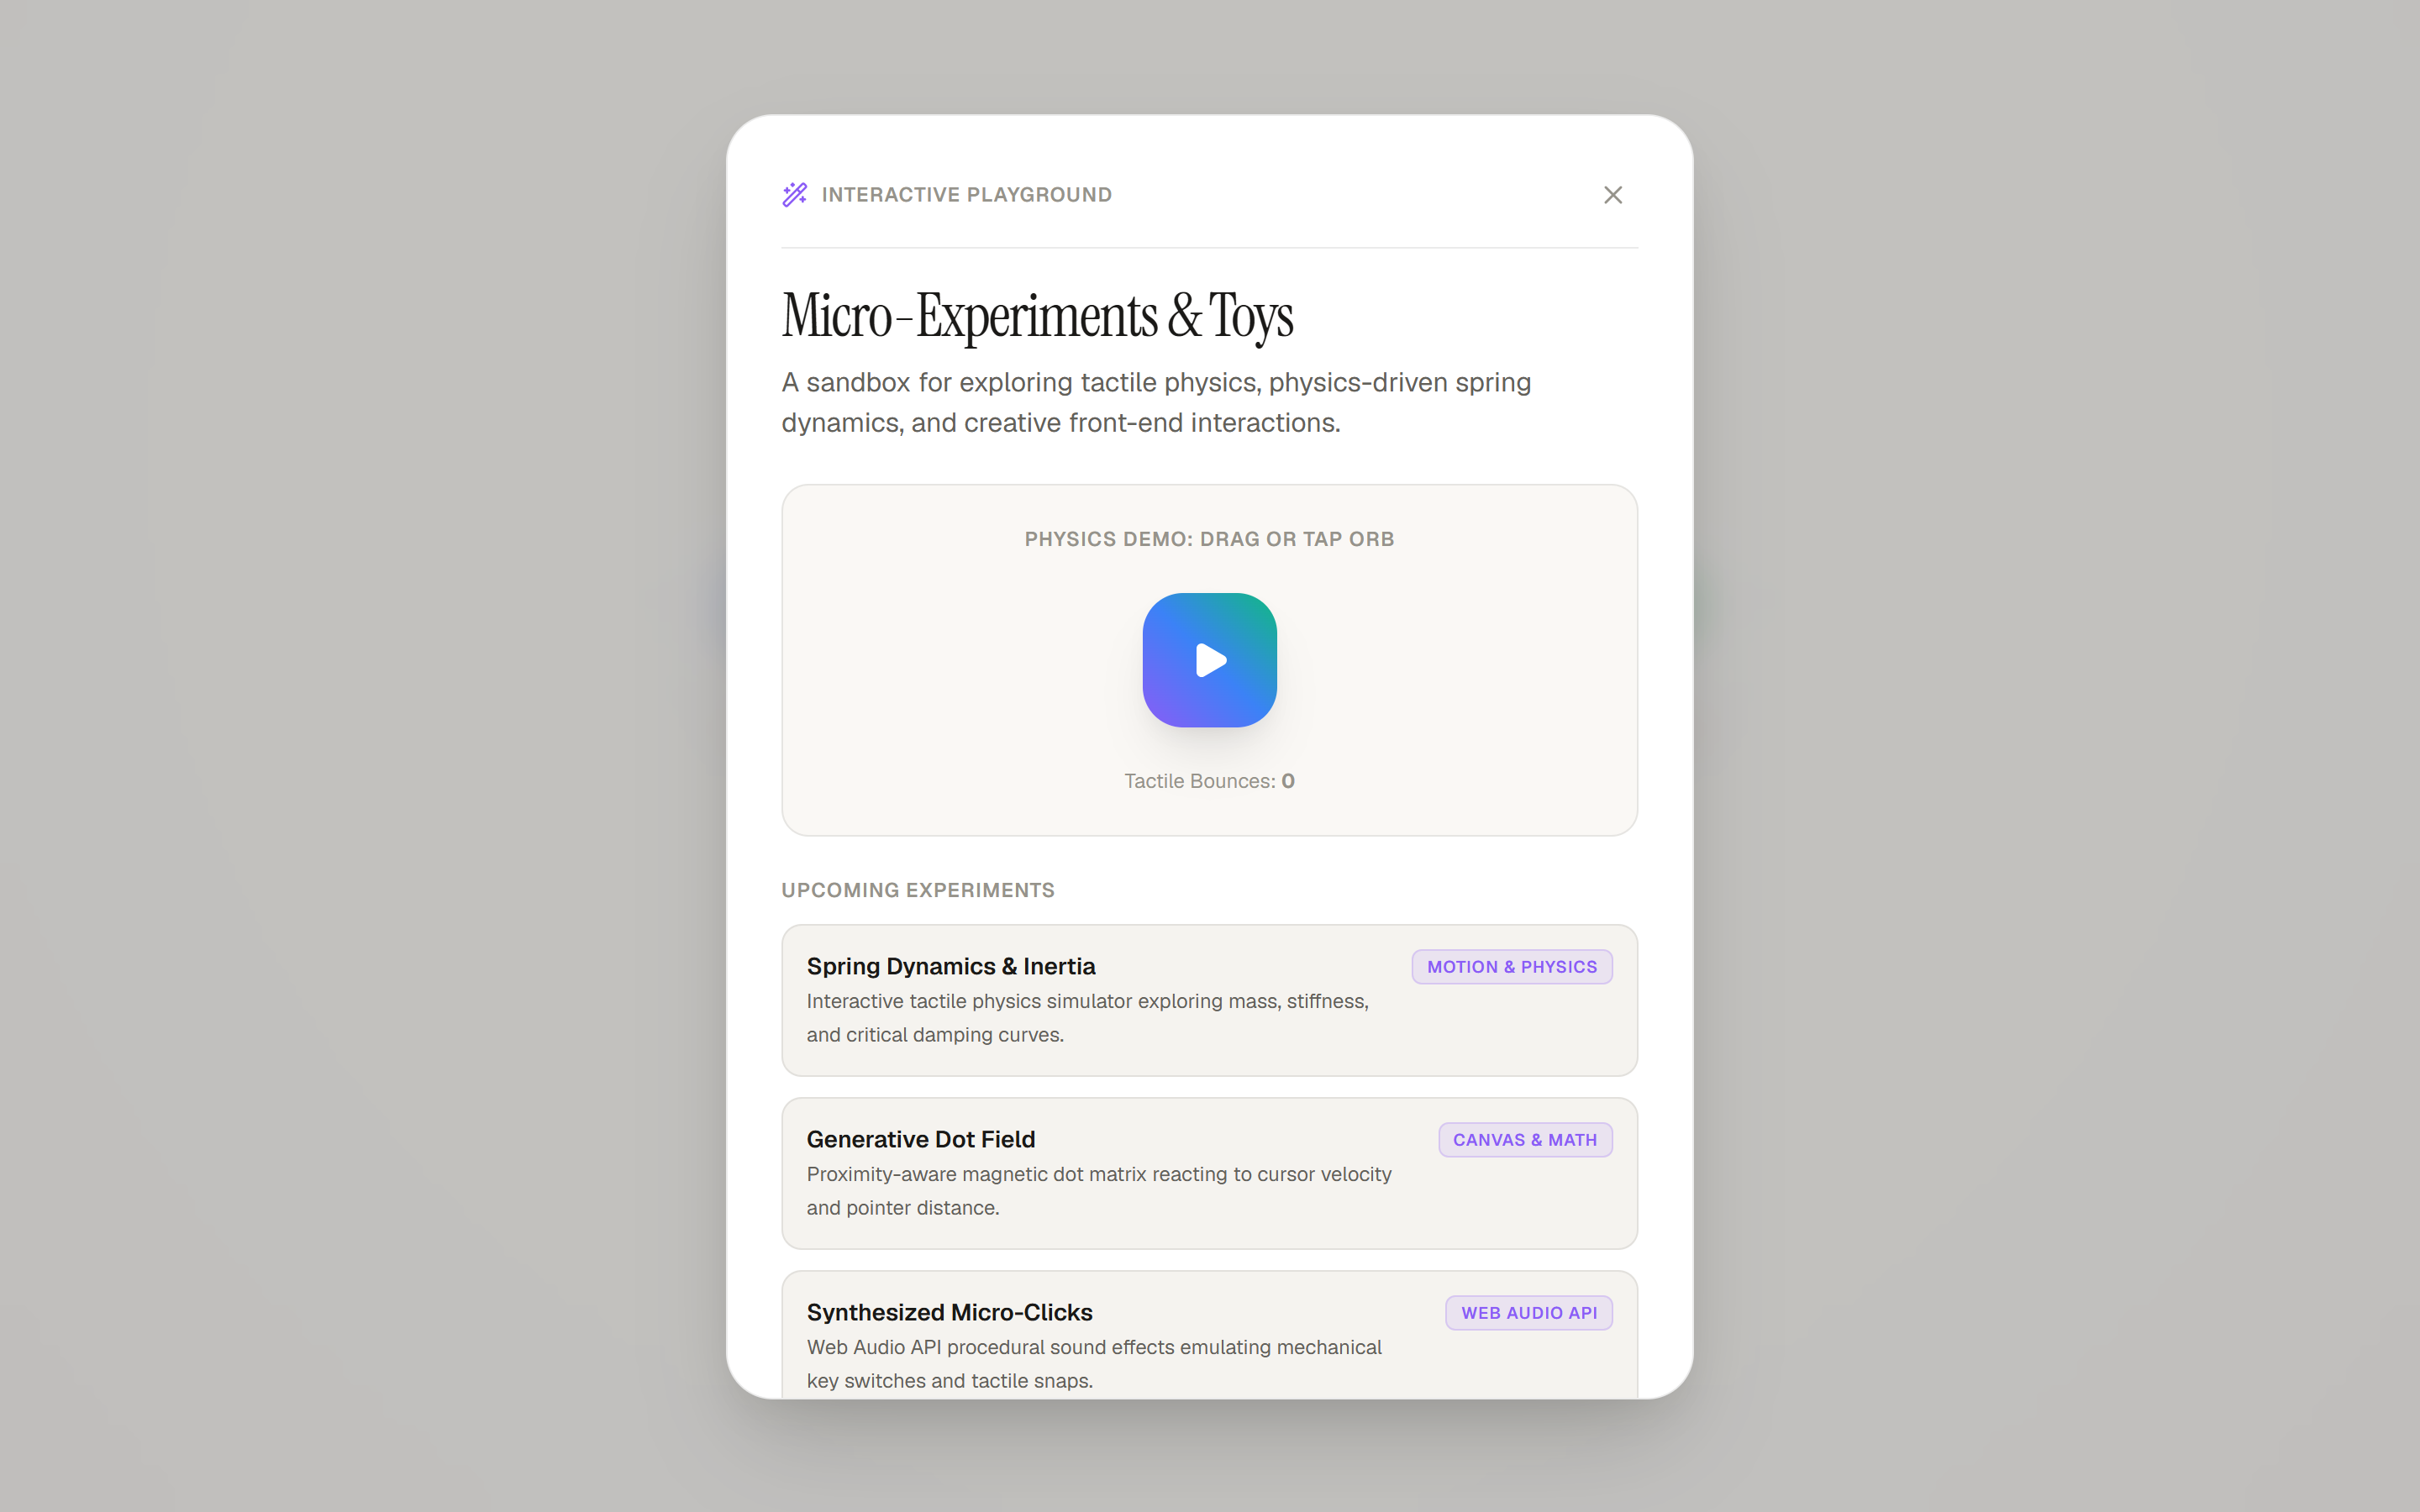 INTERACTIVE PLAYGROUND
Micro-Experiments & Toys
A sandbox for exploring tactile physics, physics-driven spring
dynamics, and creative front-end interactions.
PHYSICS DEMO: DRAG OR TAP ORB
Tactile Bounces: 0
UPCOMING EXPERIMENTS
Spring Dynamics & Inertia
MOTION & PHYSICS
Interactive tactile physics simulator exploring mass, stiffness,
and critical damping curves.
Generative Dot Field
CANVAS & MATH
Proximity-aware magnetic dot matrix reacting to cursor velocity
and pointer distance.
Synthesized Micro-Clicks
WEB AUDIO API
Web Audio API procedural sound effects emulating mechanical
key switches and tactile snaps.